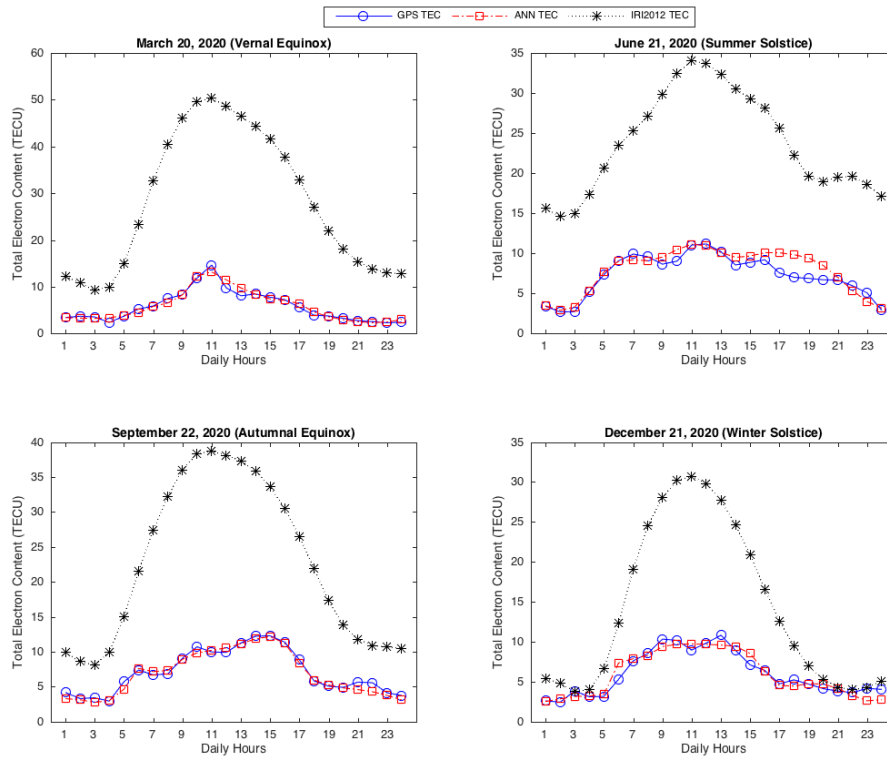 GPS TEC ANN TEC IRI2012 TEC
March 20, 2020 (Vernal Equinox)
Total Electron Content (TECU)
60
50
40
30
20
10
0
1 3 5 7 9 11 13 15 17 19 21 23
Daily Hours
June 21, 2020 (Summer Solstice)
Total Electron Content (TECU)
35
30
25
20
15
10
5
0
1 3 5 7 9 11 13 15 17 19 21 23
Daily Hours
September 22, 2020 (Autumnal Equinox)
Total Electron Content (TECU)
40
35
30
25
20
15
10
5
0
1 3 5 7 9 11 13 15 17 19 21 23
Daily Hours
December 21, 2020 (Winter Solstice)
Total Electron Content (TECU)
35
30
25
20
15
10
5
0
1 3 5 7 9 11 13 15 17 19 21 23
Daily Hours